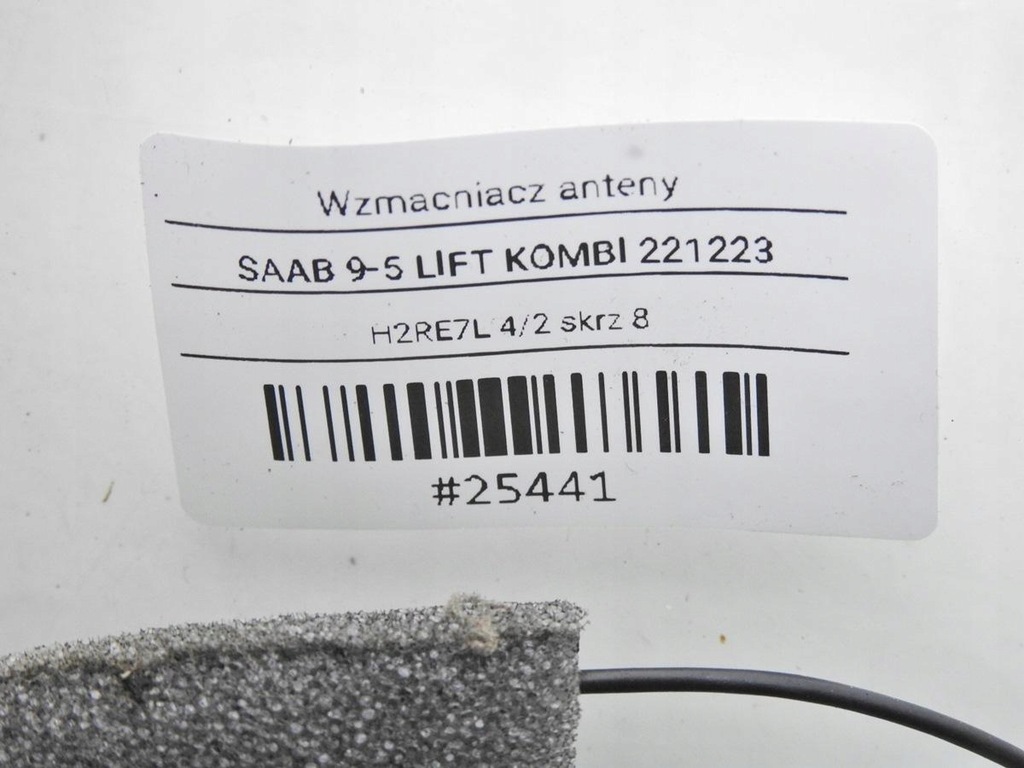 Wzmacniacz anteny
SAAB 9-5 LIFT KOMBI 221223
H2RE7L 4/2 skrz 8
#25441